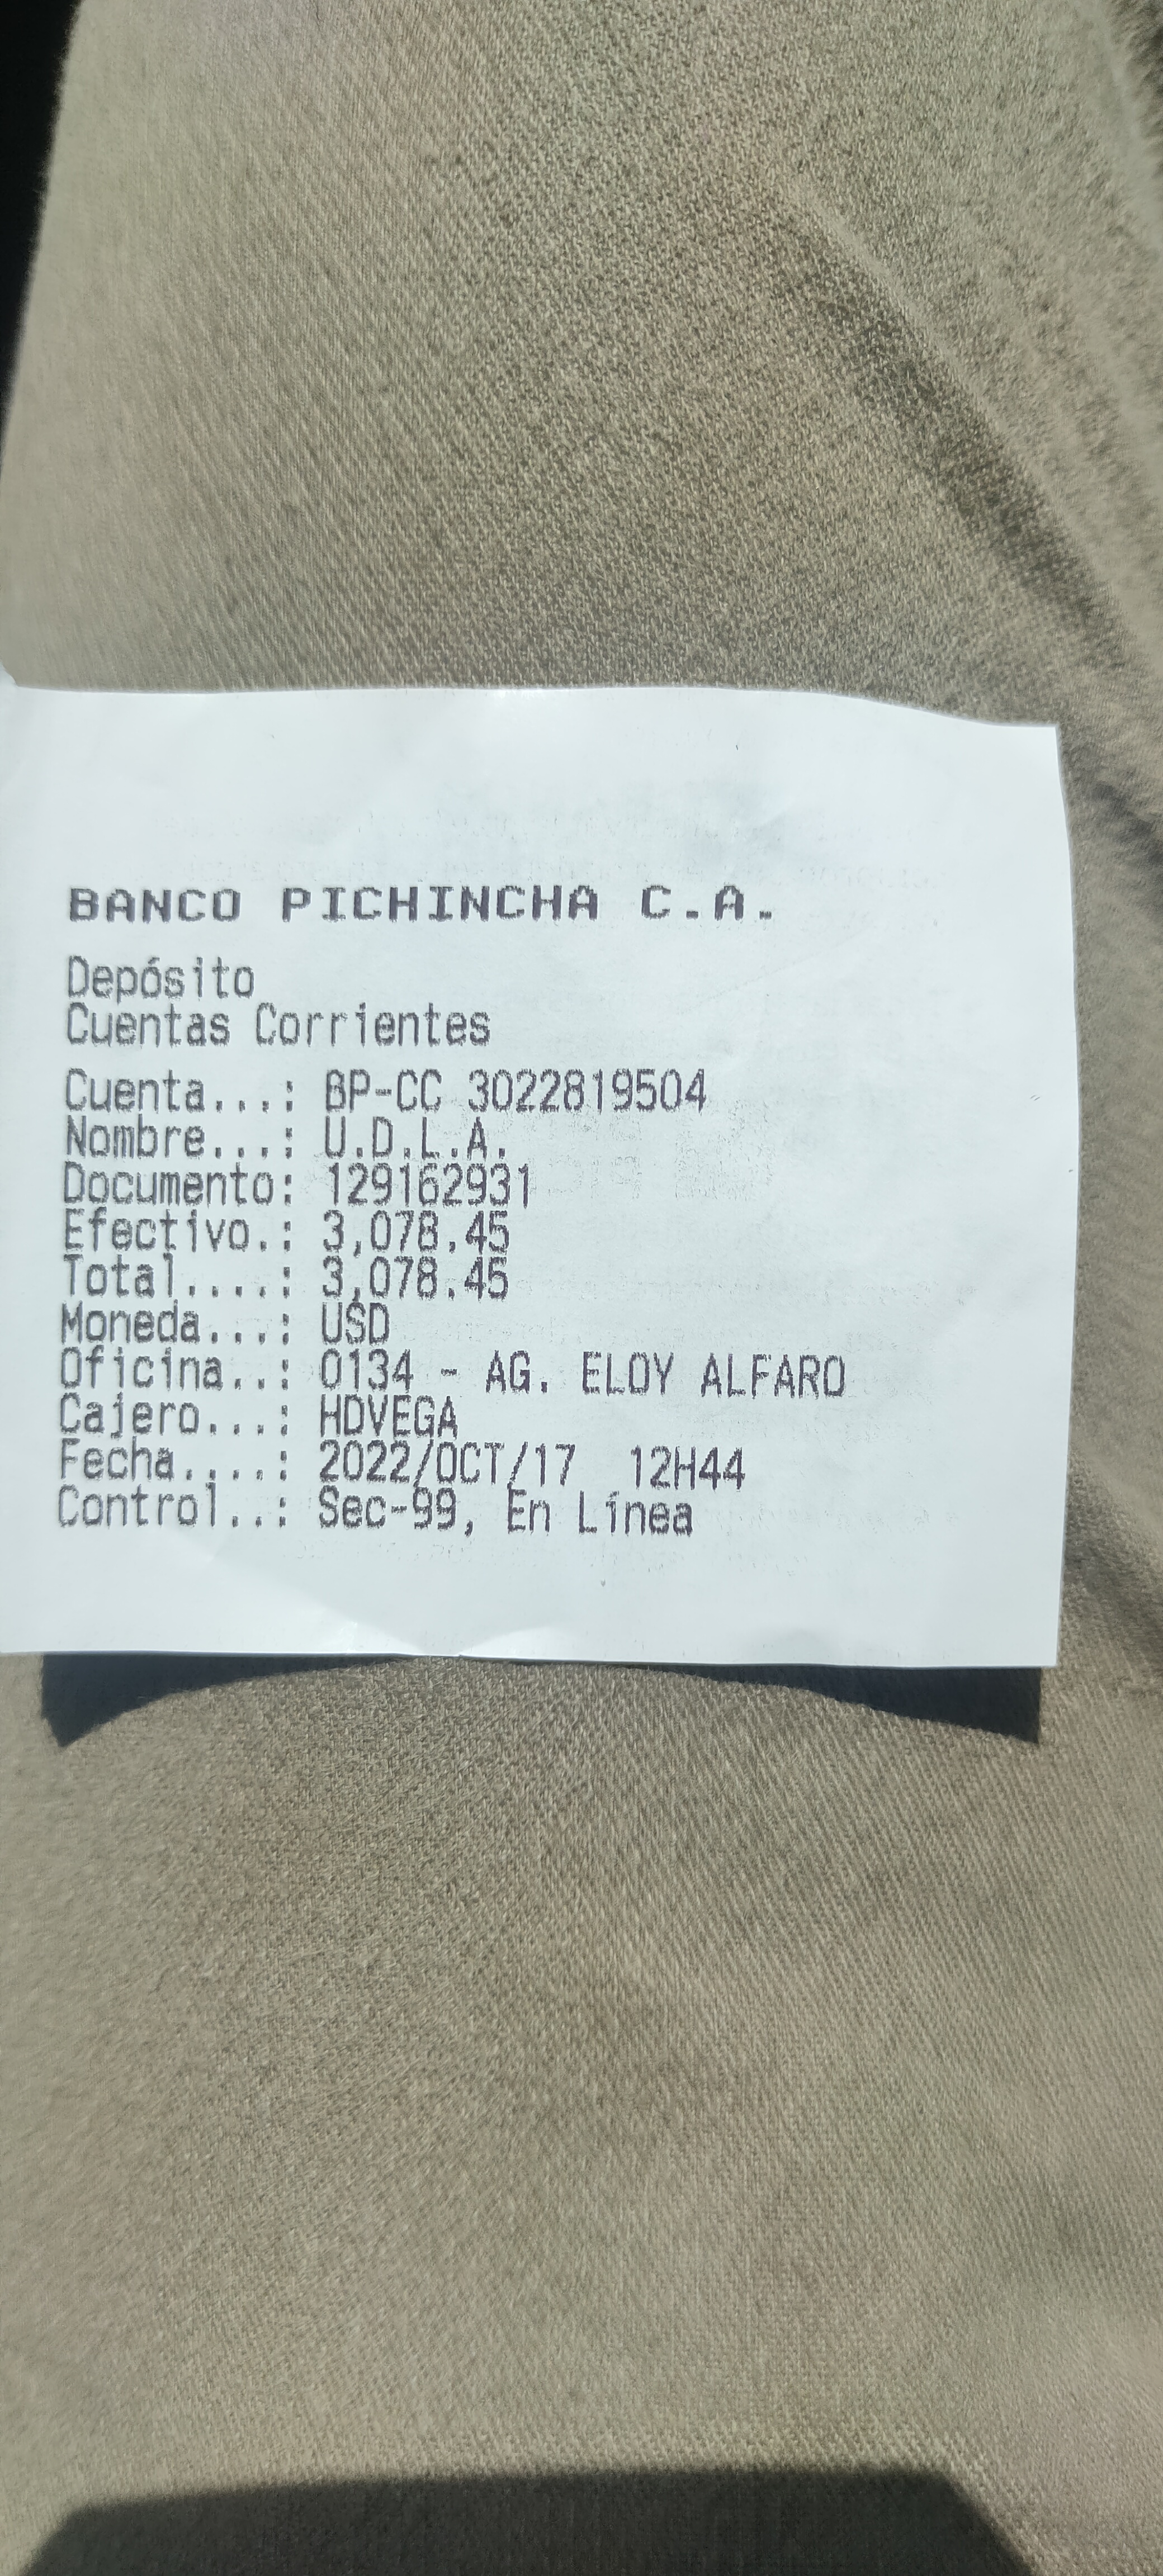 BANCO PICHINCHA C.A.
Depósito
Cuentas Corrientes
Cuenta...: BP-CC 3022819504
Nombre...: U.D.L.A.
Documento: 129162931
Efectivo.: 3,078.45
Total....: 3,078.45
Moneda...: USD
Oficina..: 0134 - AG. ELOY ALFARO
Cajero...: HDVEGA
Fecha....: 2022/OCT/17 12H44
Control..: Sec-99, En Línea